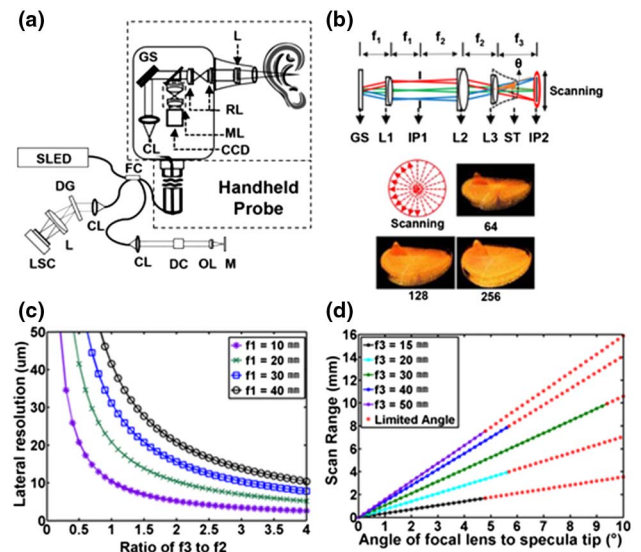 (a)
L
GS
RL
ML
CCD
CL
SLED
FC
DG
CL
L
LSC
Handheld
Probe
CL
DC
OL
M
(b)
f1
f1
f2
f2
f3
θ
Scanning
GS
L1
IP1
L2
L3
ST
IP2
Scanning
64
128
256
(c)
Lateral resolution (um)
50
40
30
20
10
0
f1 = 10 mm
f1 = 20 mm
f1 = 30 mm
f1 = 40 mm
0
0.5
1
1.5
2
2.5
3
3.5
4
Ratio of f3 to f2
(d)
Scan Range (mm)
16
14
12
10
8
6
4
2
0
f3 = 15 mm
f3 = 20 mm
f3 = 30 mm
f3 = 40 mm
f3 = 50 mm
Limited Angle
0
1
2
3
4
5
6
7
8
9
10
Angle of focal lens to specula tip (°)